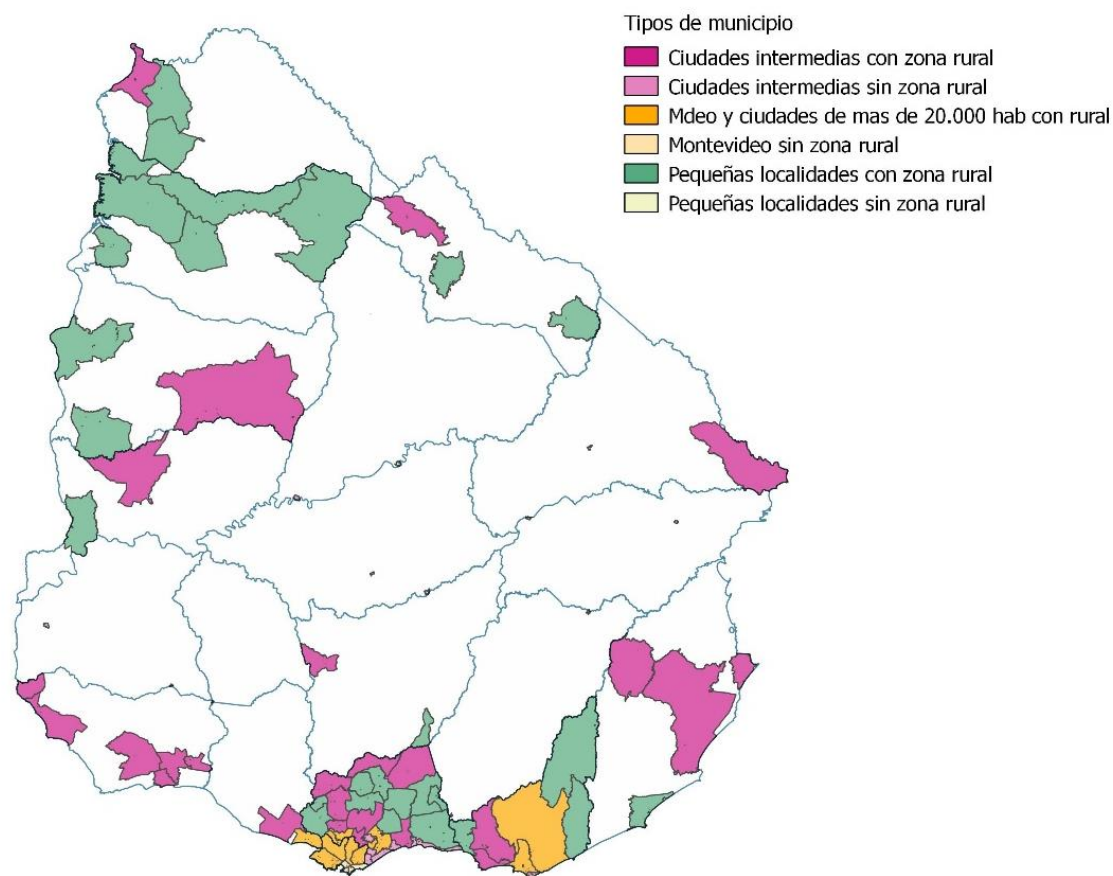 Tipos de municipio
Ciudades intermedias con zona rural
Ciudades intermedias sin zona rural
Mdeo y ciudades de mas de 20.000 hab con rural
Montevideo sin zona rural
Pequeñas localidades con zona rural
Pequeñas localidades sin zona rural